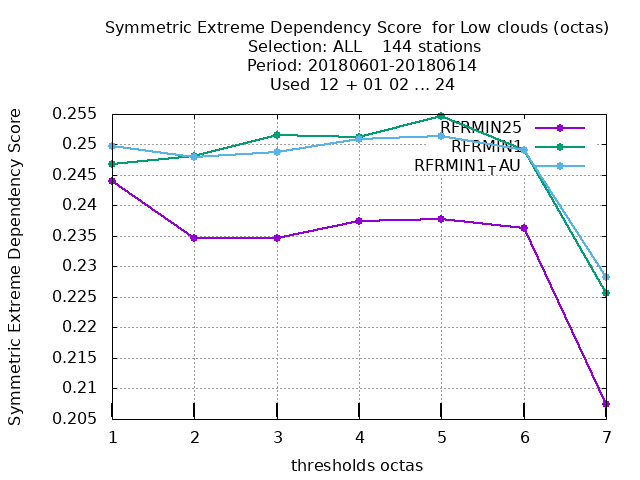 Symmetric Extreme Dependency Score  for Low clouds (octas)
Selection: ALL    144 stations
Period: 20180601-20180614
Used  12 + 01 02 ... 24
Symmetric Extreme Dependency Score
0.255
0.25
0.245
0.24
0.235
0.23
0.225
0.22
0.215
0.21
0.205
RFRMIN25
RFRMIN1
RFRMIN1TAU
1 2 3 4 5 6 7
thresholds octas